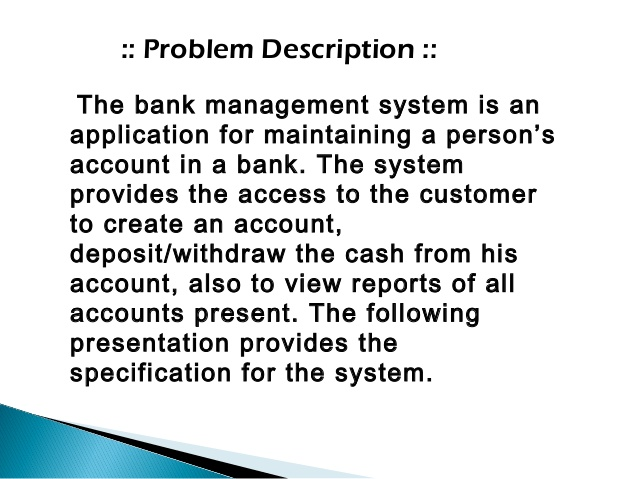 :: Problem Description ::
The bank management system is an
application for maintaining a person’s
account in a bank. The system
provides the access to the customer
to create an account,
deposit/withdraw the cash from his
account, also to view reports of all
accounts present. The following
presentation provides the
specification for the system.